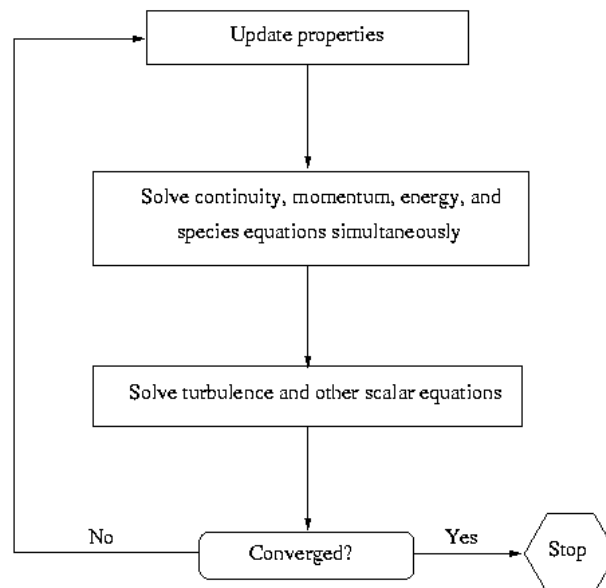 Update properties
Solve continuity, momentum, energy, and
species equations simultaneously
Solve turbulence and other scalar equations
No
Converged?
Yes
Stop